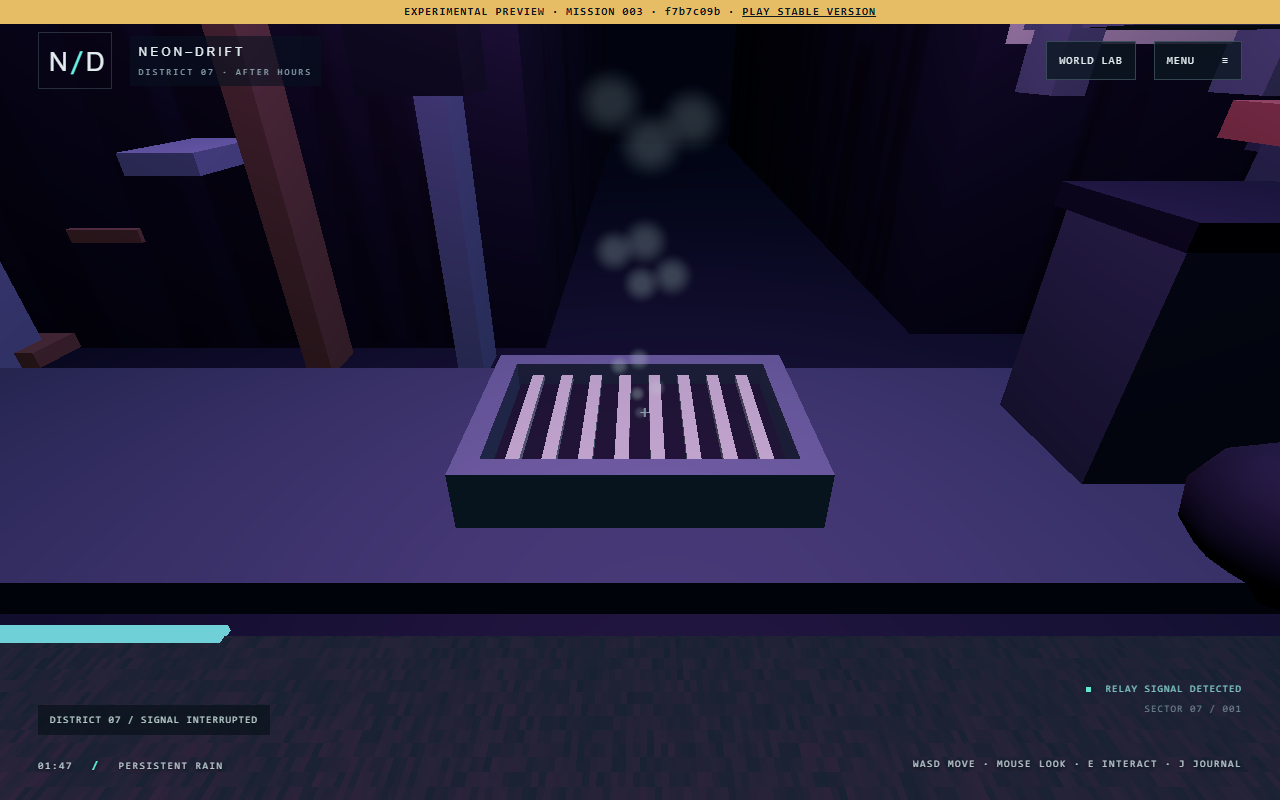 EXPERIMENTAL PREVIEW · MISSION 003 · f7b7c09b · PLAY STABLE VERSION
N/D
NEON–DRIFT
DISTRICT 07 · AFTER HOURS
WORLD LAB
MENU ≡
RELAY SIGNAL DETECTED
SECTOR 07 / 001
DISTRICT 07 / SIGNAL INTERRUPTED
01:47 / PERSISTENT RAIN
WASD MOVE · MOUSE LOOK · E INTERACT · J JOURNAL